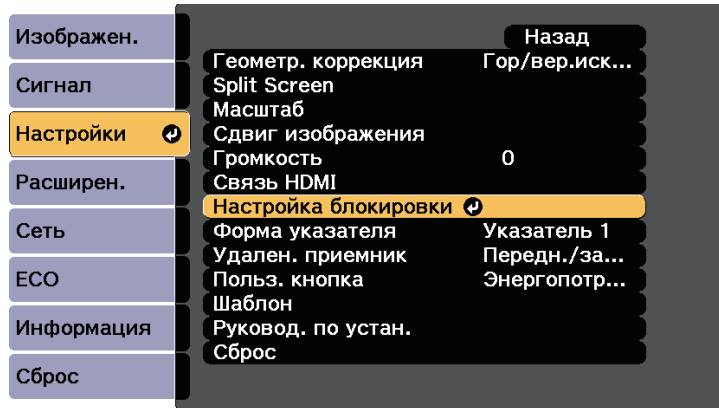 Изображен.
Сигнал
Настройки
Расширен.
Сеть
ECO
Информация
Сброс
Назад
Геометр. коррекция Гор/вер.иск...
Split Screen
Масштаб
Сдвиг изображения
Громкость 0
Связь HDMI
Настройка блокировки
Форма указателя Указатель 1
Удален. приемник Передн./за...
Польз. кнопка Энергопотр...
Шаблон
Руковод. по устан.
Сброс